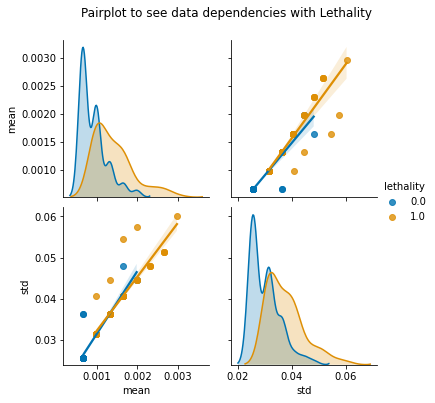 Pairplot to see data dependencies with Lethality
0.0030
0.0025
0.0020
0.0015
0.0010
mean
lethality
0.0
1.0
0.06
0.05
0.04
0.03
std
0.001 0.002 0.003
mean
0.02 0.04 0.06
std